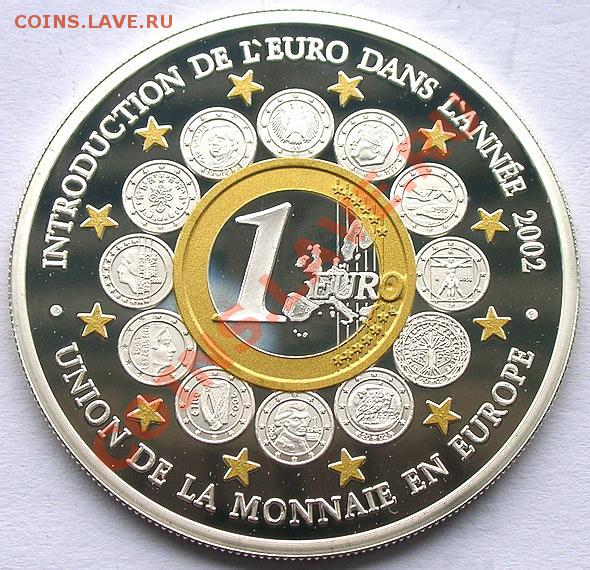 COINS.LAVE.RU
INTRODUCTION DE L'EURO DANS L'ANNÉE 2002
1
EURO
UNION DE LA MONNAIE EN EUROPE